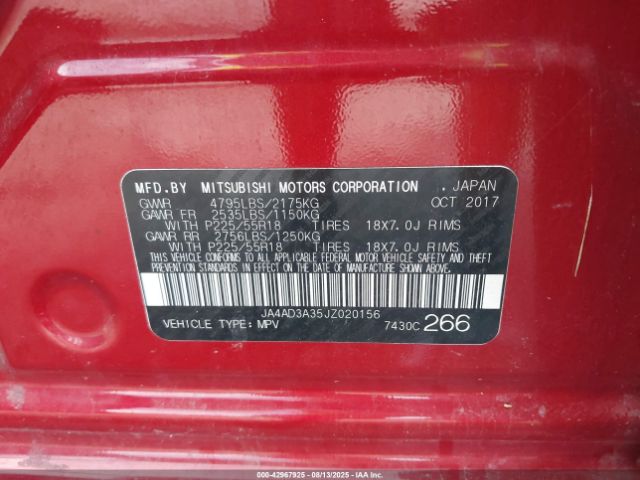 MFD.BY MITSUBISHI MOTORS CORPORATION . JAPAN
GVWR 4795LBS/2175KG OCT 2017
GAWR FR 2535LBS/1150KG
WITH P225/55R18 TIRES 18X7.0J RIMS
GAWR RR 2756LBS/1250KG
WITH P225/55R18 TIRES 18X7.0J RIMS
THIS VEHICLE CONFORMS TO ALL APPLICABLE FEDERAL MOTOR VEHICLE SAFETY AND THEFT
PREVENTION STANDARDS IN EFFECT ON THE DATE OF MANUFACTURE SHOWN ABOVE.
JA4AD3A35JZ020156
VEHICLE TYPE: MPV 7430C 266
000-42967925 - 08/13/2025 - COPYRIGHT IAA, LLC.